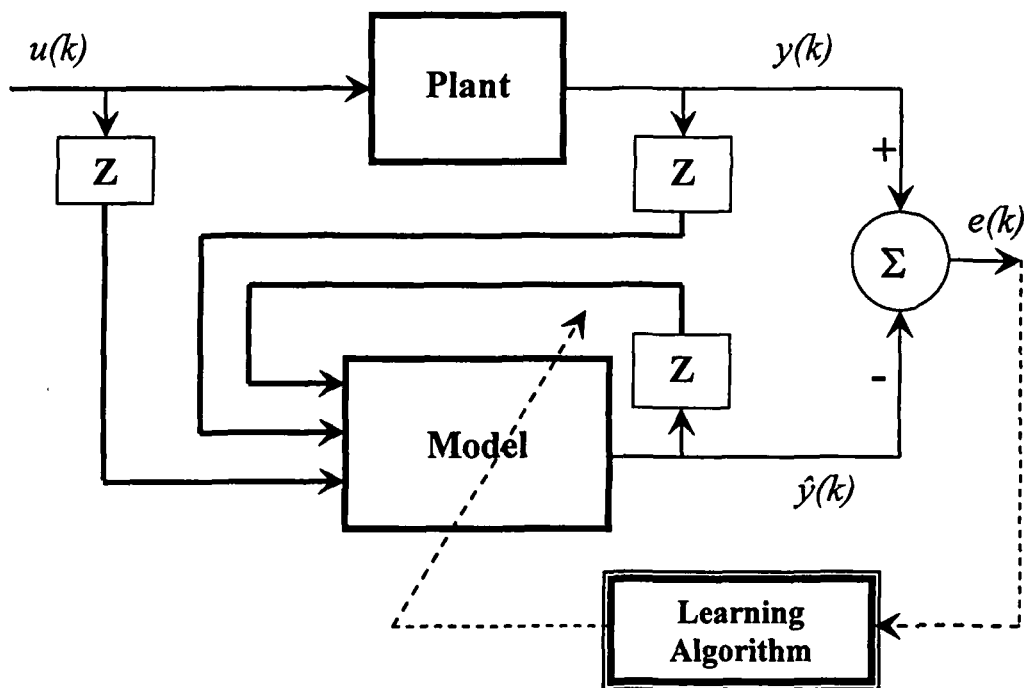 u(k)
Plant
y(k)
Z
Z
+
e(k)
Σ
Z
-
Model
ŷ(k)
Learning
Algorithm